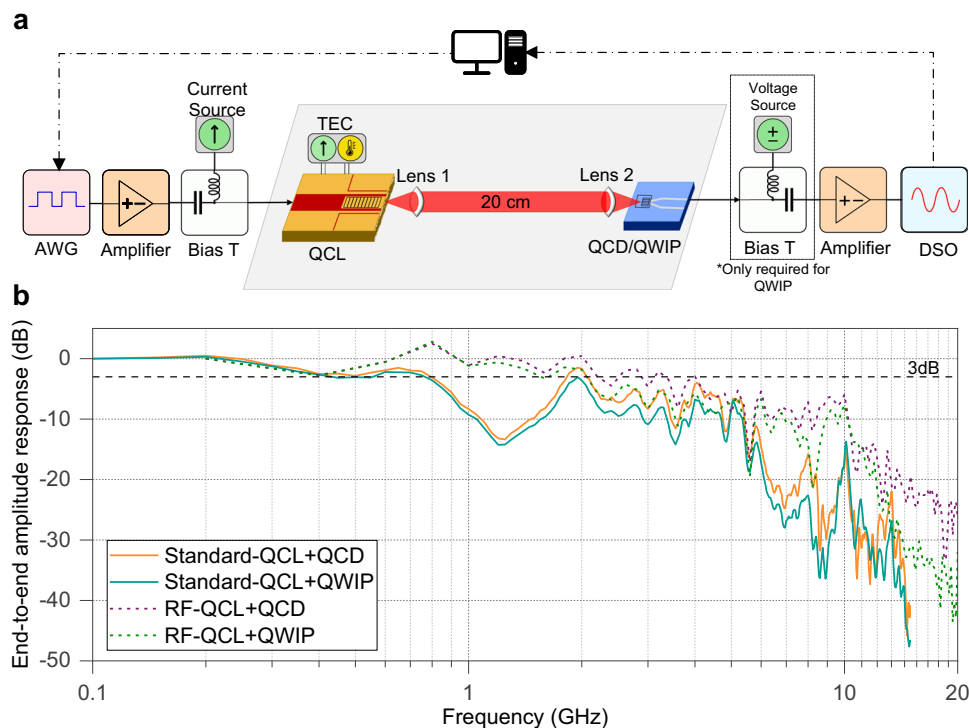 a
Current
Source
Voltage
Source
TEC
Lens 1
Lens 2
20 cm
AWG
Amplifier
Bias T
QCL
QCD/QWIP
Bias T
Amplifier
DSO
*Only required for
QWIP
b
End-to-end amplitude response (dB)
0
-10
-20
-30
-40
-50
3dB
Standard-QCL+QCD
Standard-QCL+QWIP
RF-QCL+QCD
RF-QCL+QWIP
0.1
1
10
20
Frequency (GHz)